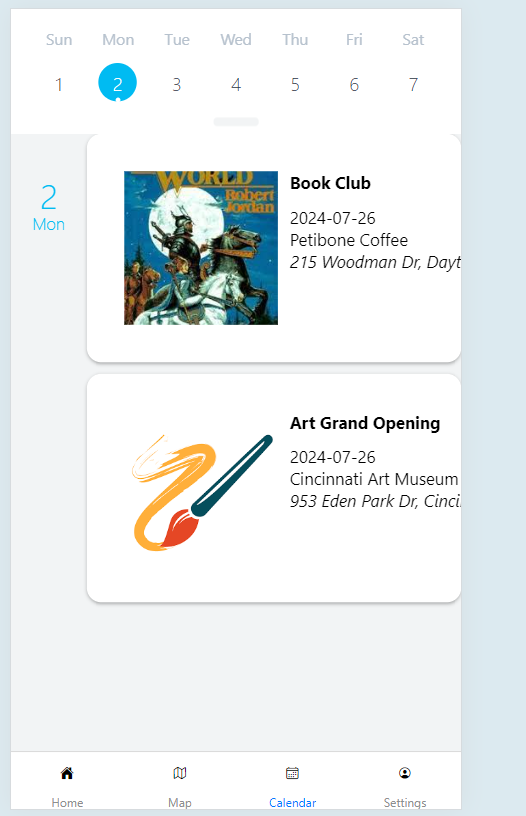 Sun Mon Tue Wed Thu Fri Sat
1 2 3 4 5 6 7
2
Mon
WORLD
Robert
Jordan
Book Club
2024-07-26
Petibone Coffee
215 Woodman Dr, Dayt
Art Grand Opening
2024-07-26
Cincinnati Art Museum
953 Eden Park Dr, Cinci
Home Map Calendar Settings